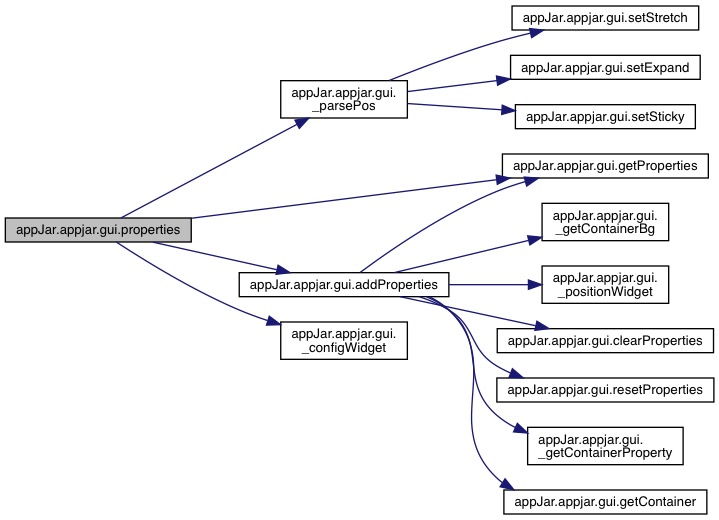 appJar.appjar.gui.setStretch
appJar.appjar.gui.setExpand
appJar.appjar.gui.
_parsePos
appJar.appjar.gui.setSticky
appJar.appjar.gui.getProperties
appJar.appjar.gui.properties
appJar.appjar.gui.
_getContainerBg
appJar.appjar.gui.addProperties
appJar.appjar.gui.
_positionWidget
appJar.appjar.gui.
_configWidget
appJar.appjar.gui.clearProperties
appJar.appjar.gui.resetProperties
appJar.appjar.gui.
_getContainerProperty
appJar.appjar.gui.getContainer